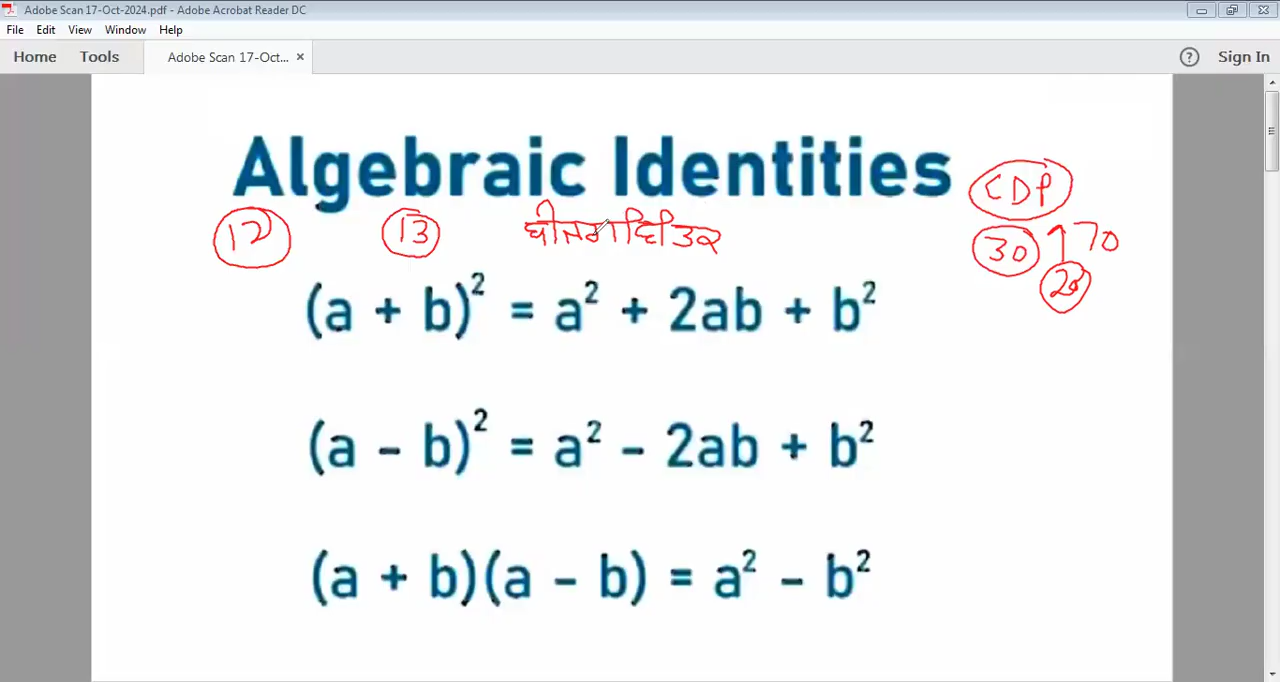 Adobe Scan 17-Oct-2024.pdf - Adobe Acrobat Reader DC
File Edit View Window Help
Home Tools Adobe Scan 17-Oct... × ? Sign In
Algebraic Identities
CDP
12 13 30 70
20
(a + b)² = a² + 2ab + b²
(a - b)² = a² - 2ab + b²
(a + b)(a - b) = a² - b²